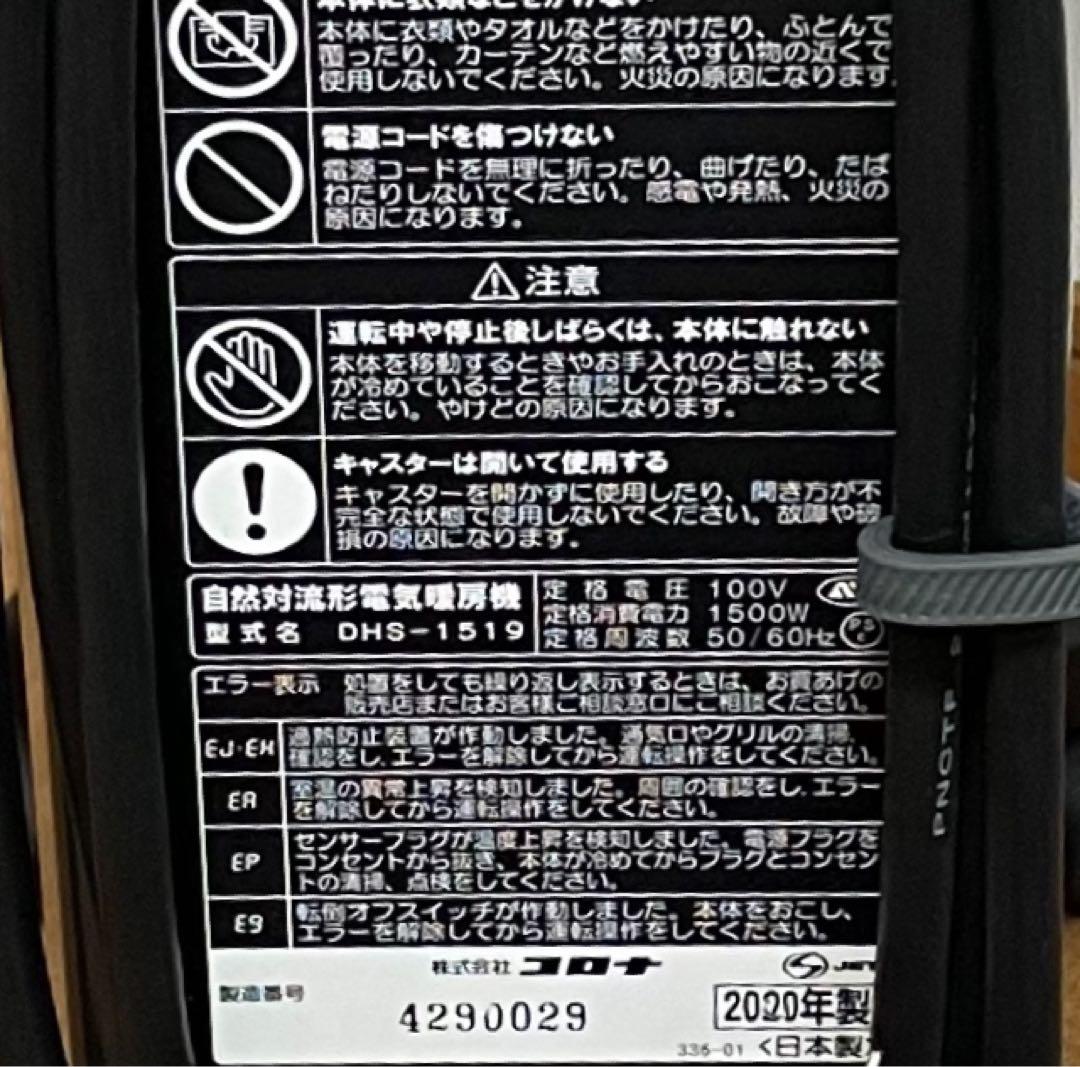 本体に衣類などをかけない
本体に衣類やタオルなどをかけたり、ふとんで
覆ったり、カーテンなど燃えやすい物の近くで
使用しないでください。火災の原因になります。
電源コードを傷つけない
電源コードを無理に折ったり、曲げたり、たば
ねたりしないでください。感電や発熱、火災の
原因になります。
注意
運転中や停止後しばらくは、本体に触れない
本体を移動するときやお手入れのときは、本体
が冷めていることを確認してからおこなってく
ださい。やけどの原因になります。
キャスターは開いて使用する
キャスターを開かずに使用したり、開き方が不
完全な状態で使用しないでください。故障や破
損の原因になります。
自然対流形電気暖房機
型式名 DHS-1519
定格電圧 100V
定格消費電力 1500W
定格周波数 50/60Hz
PS
E
エラー表示 処置をしても繰り返し表示するときは、お買あげの
販売店またはお客様ご相談窓口にご相談ください。
EJ・EH 過熱防止装置が作動しました。通気口やグリルの清掃、
確認をし、エラーを解除してから運転操作をしてください。
EA 室温の異常上昇を検知しました。周囲の確認をし、エラー
を解除してから運転操作をしてください。
EP センサープラグが温度上昇を検知しました。電源プラグを
コンセントから抜き、本体が冷めてからプラグとコンセン
トの清掃、点検をしてください。
E9 転倒オフスイッチが作動しました。本体をおこし、
エラーを解除してから運転操作をしてください。
株式会社 コロナ JET
製造番号
4290029
2020年製
336-01 <日本製>
PNOTP